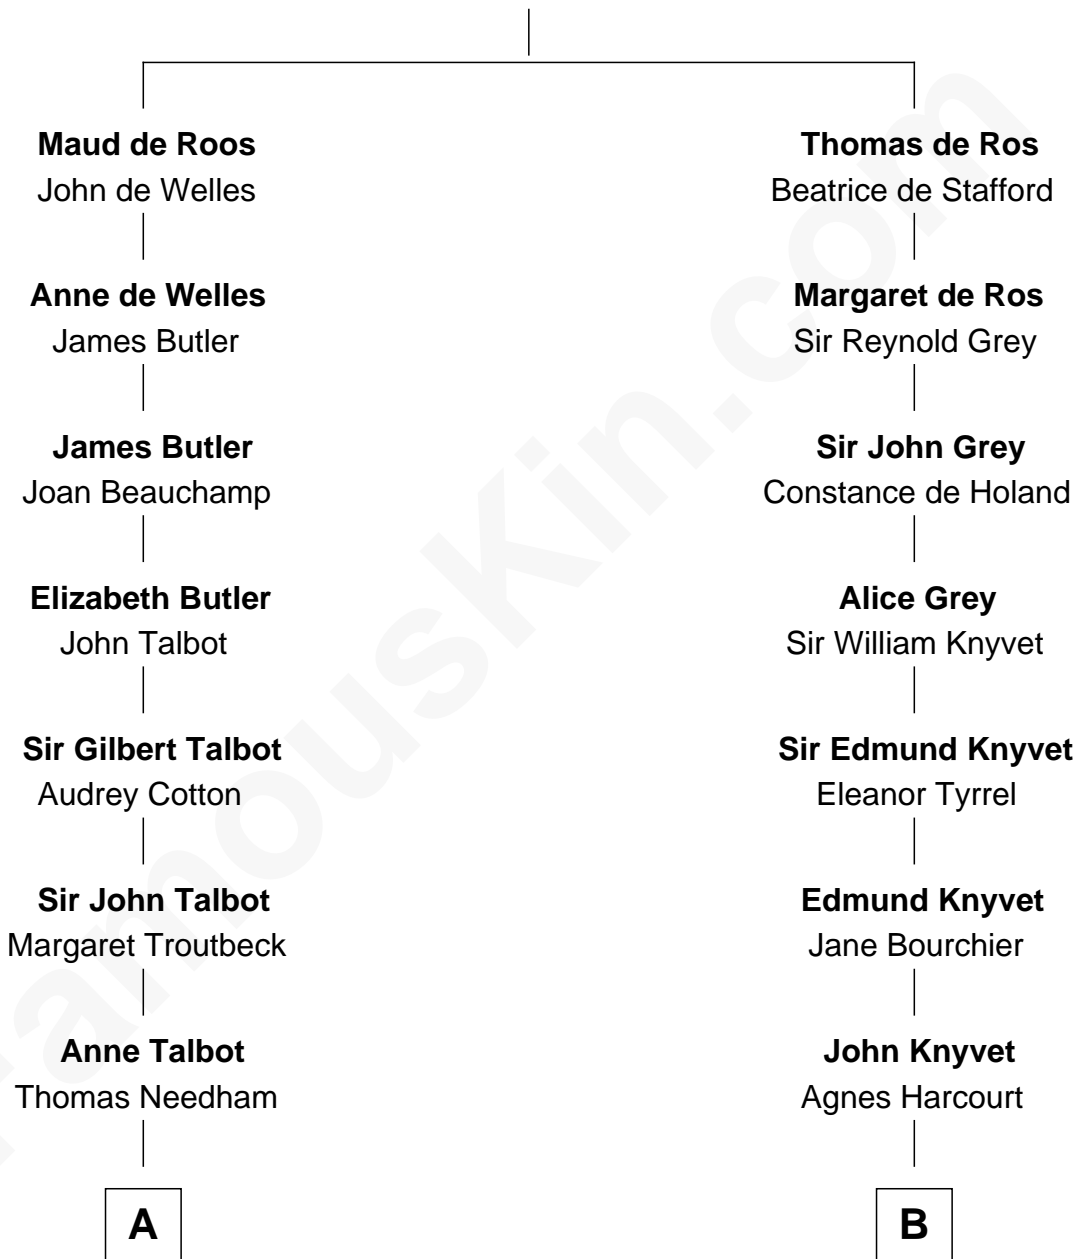 Maud de Roos
John de Welles
Thomas de Ros
Beatrice de Stafford
Anne de Welles
James Butler
Margaret de Ros
Sir Reynold Grey
James Butler
Joan Beauchamp
Sir John Grey
Constance de Holand
Elizabeth Butler
John Talbot
Alice Grey
Sir William Knyvet
Sir Gilbert Talbot
Audrey Cotton
Sir Edmund Knyvet
Eleanor Tyrrel
Sir John Talbot
Margaret Troutbeck
Edmund Knyvet
Jane Bourchier
Anne Talbot
Thomas Needham
John Knyvet
Agnes Harcourt
A
B
FamousKin.com